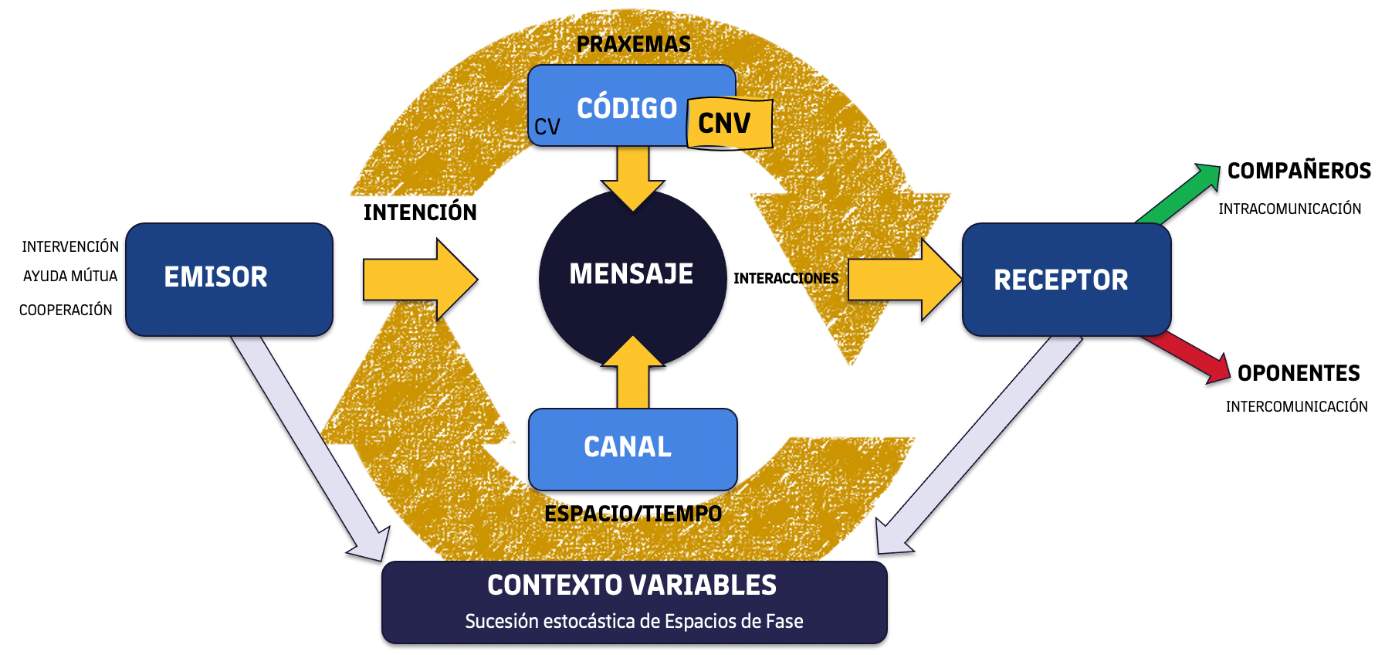 PRAXEMAS
CÓDIGO
CV
CNV
INTENCIÓN
INTERVENCIÓN
AYUDA MÚTUA
COOPERACIÓN
EMISOR
MENSAJE
INTERACCIONES
RECEPTOR
COMPAÑEROS
INTRACOMUNICACIÓN
OPONENTES
INTERCOMUNICACIÓN
CANAL
ESPACIO/TIEMPO
CONTEXTO VARIABLES
Sucesión estocástica de Espacios de Fase